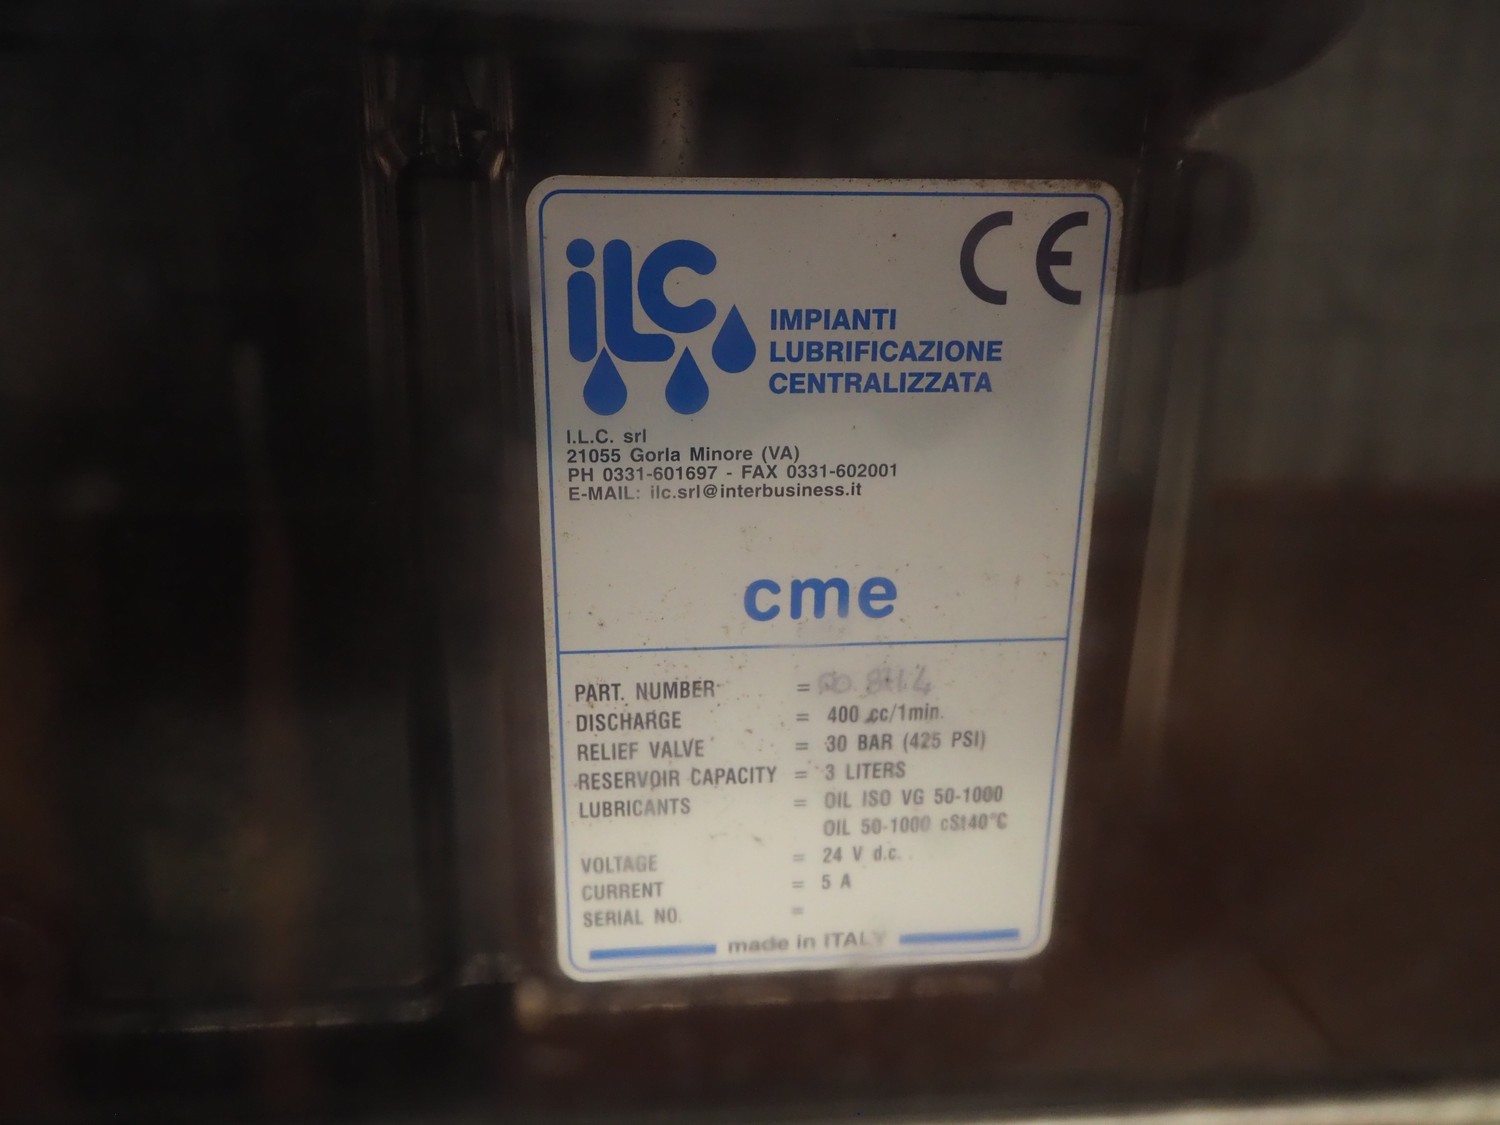 iLC
CE
IMPIANTI
LUBRIFICAZIONE
CENTRALIZZATA
I.L.C. srl
21055 Gorla Minore (VA)
PH 0331-601697 - FAX 0331-602001
E-MAIL: ilc.srl@interbusiness.it
cme
PART. NUMBER =
DISCHARGE = 400 cc/1min.
RELIEF VALVE = 30 BAR (425 PSI)
RESERVOIR CAPACITY = 3 LITERS
LUBRICANTS = OIL ISO VG 50-1000
OIL 50-1000 cSt40°C
VOLTAGE = 24 V d.c.
CURRENT = 5 A
SERIAL NO. =
made in ITALY